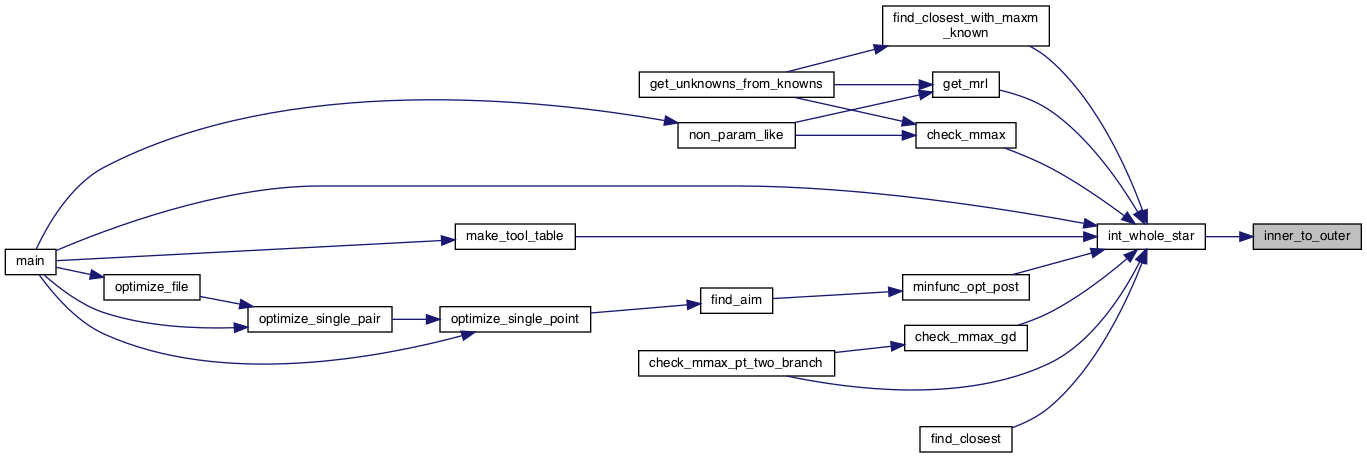 find_closest_with_maxm
_known
get_unknowns_from_knowns
get_mrl
non_param_like
check_mmax
main
make_tool_table
int_whole_star
inner_to_outer
optimize_file
optimize_single_pair
optimize_single_point
find_aim
minfunc_opt_post
check_mmax_gd
check_mmax_pt_two_branch
find_closest